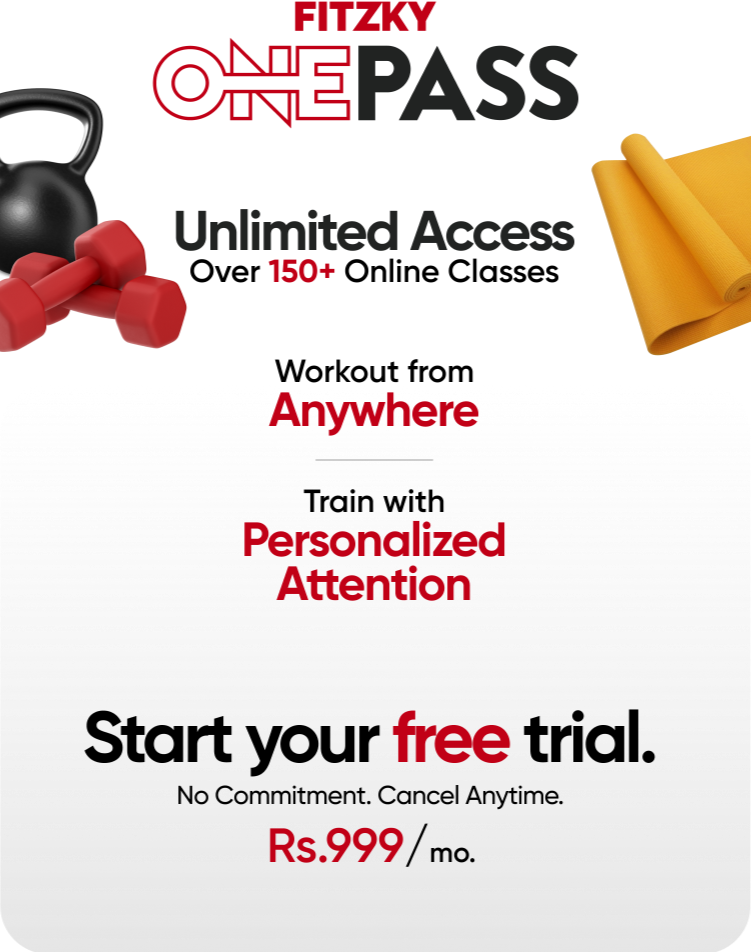 FITZKY
ONEPASS
Unlimited Access
Over 150+ Online Classes
Workout from
Anywhere
Train with
Personalized
Attention
Start your free trial.
No Commitment. Cancel Anytime.
Rs.999/mo.